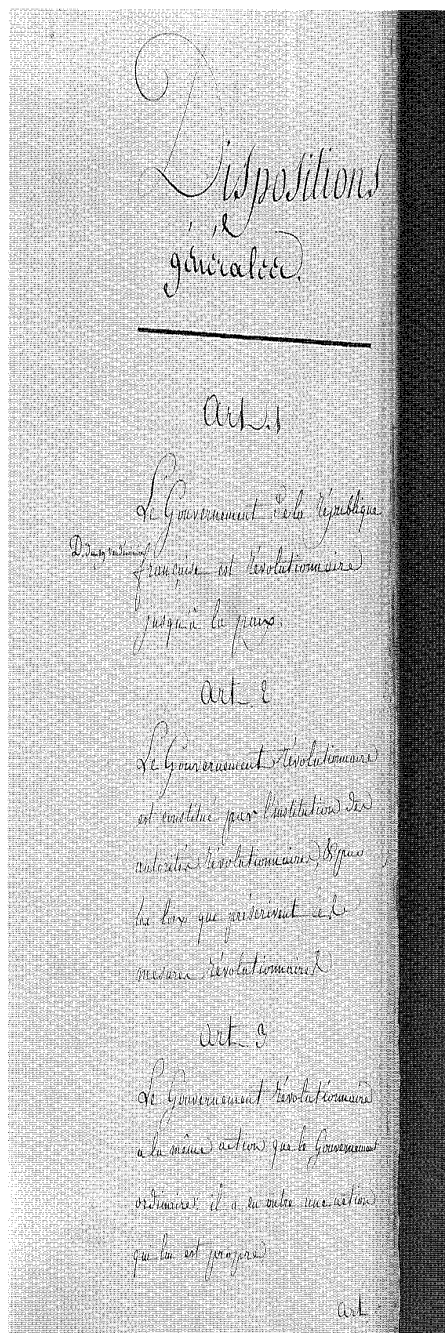 Dispositions
générales.
Art. 1
Le Gouvernement de la République
française est révolutionnaire
jusqu'à la paix.
Art. 2
Le Gouvernement révolutionnaire
est constitué par l'institution des
autorités révolutionnaires, & par
les loix que prescrivent les
mesures révolutionnaires
Art. 3
Le Gouvernement révolutionnaire
a la même action que le Gouvernement
ordinaire: il a en outre une action
qui lui est propre
Art